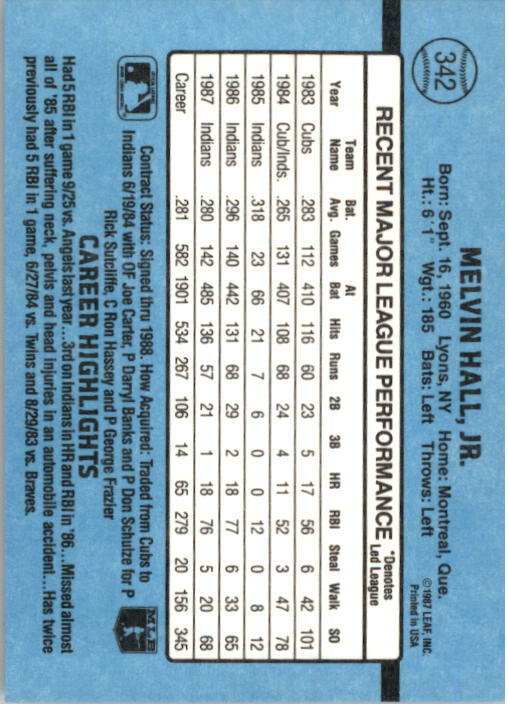 342
MELVIN HALL, JR.
Born: Sept. 16, 1960 Lyons, NY Home: Montreal, Que.
Ht.: 6' 1" Wgt.: 185 Bats: Left Throws: Left
©1987 LEAF, INC.
Printed in USA
RECENT MAJOR LEAGUE PERFORMANCE
*Denotes
Led League
Year Team Name Bat. Avg. Games At Bat Hits Runs 2B 3B HR RBI Steal Walk SO
1983 Cubs .283 112 410 116 60 23 5 17 56 6 42 101
1984 Cub/Inds. .265 131 407 108 68 24 4 11 52 3 47 78
1985 Indians .318 23 66 21 7 6 0 0 12 0 8 12
1986 Indians .296 140 442 131 68 29 2 18 77 6 33 65
1987 Indians .280 142 485 136 57 21 1 18 76 5 20 68
Career .281 582 1901 534 267 106 14 65 279 20 156 345
Contract Status: Signed thru 1988. How Acquired: Traded from Cubs to
Indians 6/19/84 with OF Joe Carter, P Darryl Banks and P Don Schulze for P
Rick Sutcliffe, C Ron Hassey and P George Frazier
MLB
CAREER HIGHLIGHTS
Had 5 RBI in 1 game 9/25 vs. Angels last year...3rd on Indians in HR and RBI in '86...Missed almost
all of '85 after suffering neck, pelvis and head injuries in an automobile accident...Has twice
previously had 5 RBI in 1 game, 6/27/84 vs. Twins and 8/29/83 vs. Braves.